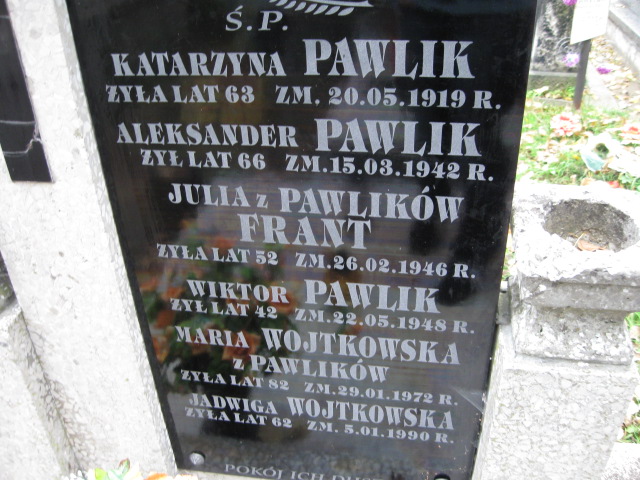 Ś.P.
KATARZYNA PAWLIK
ŻYŁA LAT 63 ZM. 20.05.1919 R.
ALEKSANDER PAWLIK
ŻYŁ LAT 66 ZM. 15.03.1942 R.
JULIA Z PAWLIKÓW
FRANT
ŻYŁA LAT 52 ZM. 26.02.1946 R.
WIKTOR PAWLIK
ŻYŁ LAT 42 ZM. 22.05.1948 R.
MARIA WOJTKOWSKA
Z PAWLIKÓW
ŻYŁA LAT 82 ZM. 29.01.1972 R.
JADWIGA WOJTKOWSKA
ŻYŁA LAT 62 ZM. 5.01.1990 R.
POKÓJ ICH